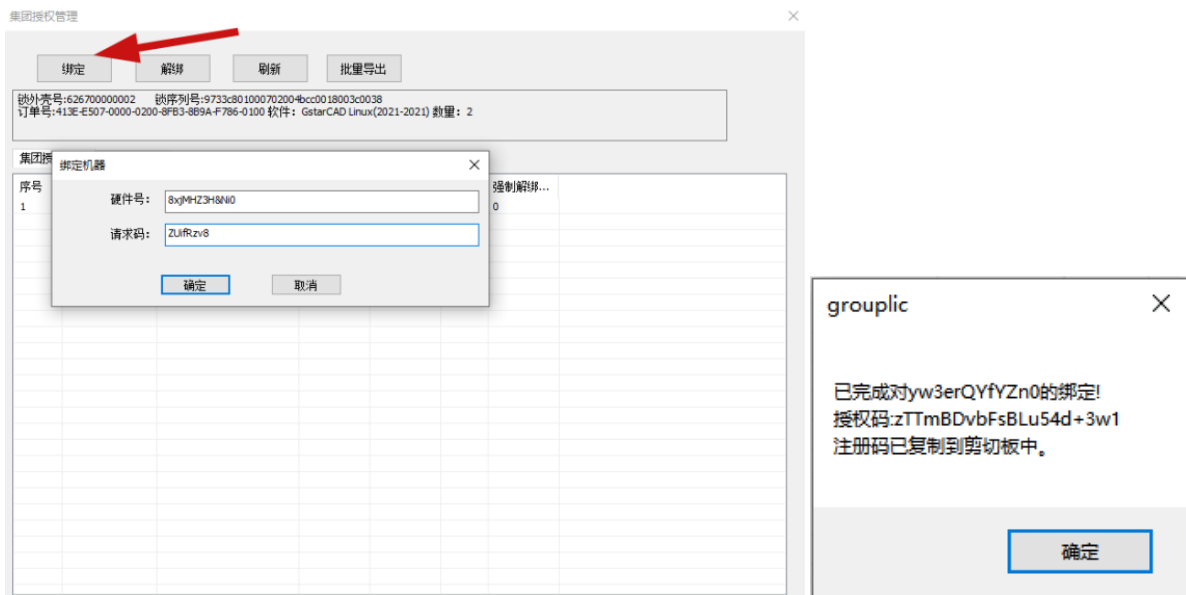 集团授权管理
绑定 解绑 刷新 批量导出
锁外壳号:626700000002 锁序列号:9733c801000702004bcc0018003c0038
订单号:413E-E507-0000-0200-8FB3-8B9A-F786-0100 软件: GstarCAD Linux(2021-2021) 数量: 2
集团授
绑定机器
序号 强制解绑...
硬件号: 8xjMHZ3H&Ni0
1 0
请求码: ZUifRzv8
确定 取消
grouplic
已完成对yw3erQYfYZn0的绑定!
授权码:zTTmBDvbFsBLu54d+3w1
注册码已复制到剪切板中。
确定